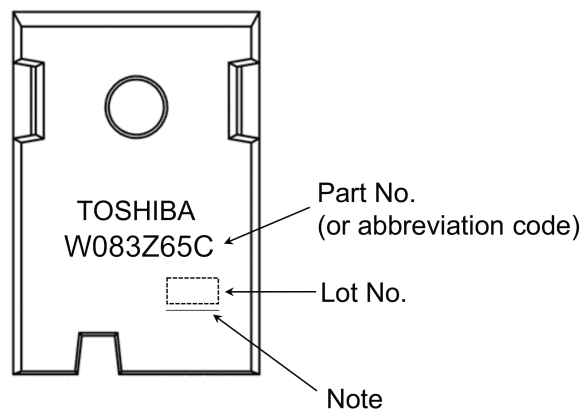 TOSHIBA
W083Z65C
Part No.
(or abbreviation code)
Lot No.
Note